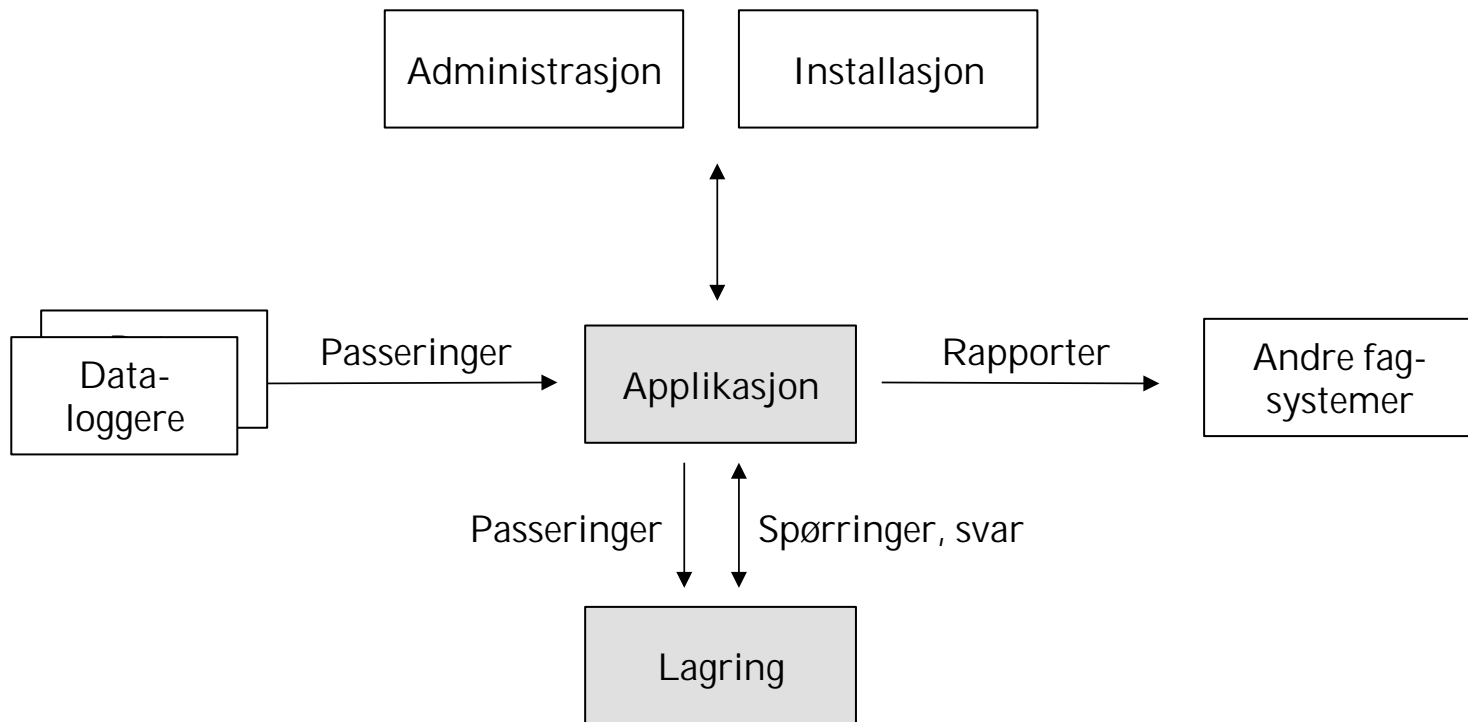 Administrasjon
Installasjon
Passeringer
Rapporter
Data-
loggere
Applikasjon
Andre fag-
systemer
Passeringer
Spørringer, svar
Lagring